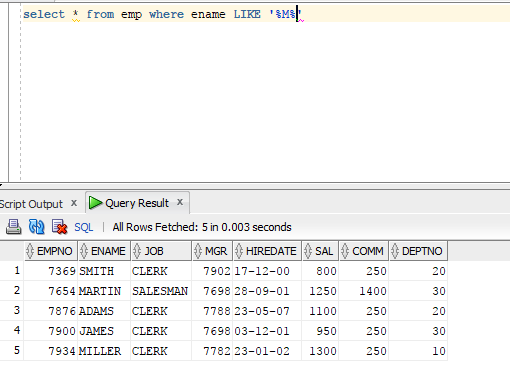 select * from emp where ename LIKE '%M%'
Script Output x Query Result x
SQL | All Rows Fetched: 5 in 0.003 seconds
EMPNO ENAME JOB MGR HIREDATE SAL COMM DEPTNO
1 7369 SMITH CLERK 7902 17-12-00 800 250 20
2 7654 MARTIN SALESMAN 7698 28-09-01 1250 1400 30
3 7876 ADAMS CLERK 7788 23-05-07 1100 250 20
4 7900 JAMES CLERK 7698 03-12-01 950 250 30
5 7934 MILLER CLERK 7782 23-01-02 1300 250 10